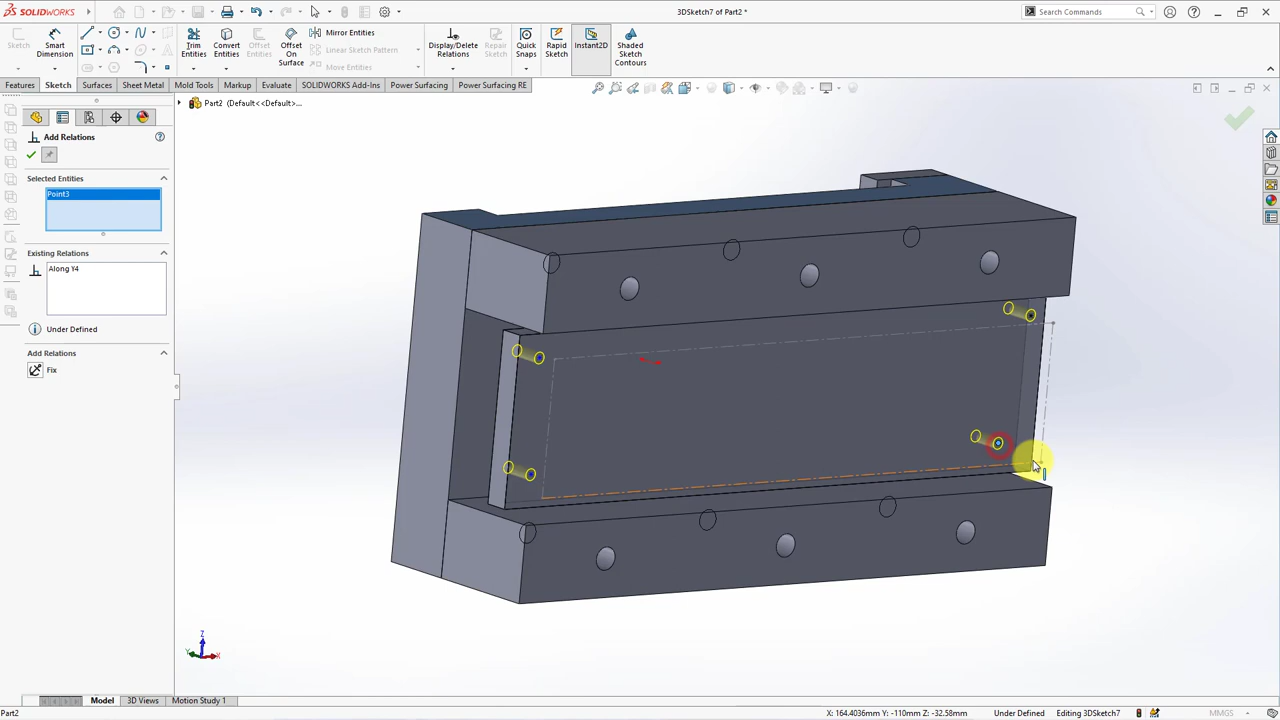 SOLIDWORKS
3DSketch7 of Part2 *
Search Commands
Sketch
Smart Dimension
Trim Entities
Convert Entities
Offset Entities
Offset On Surface
Mirror Entities
Linear Sketch Pattern
Move Entities
Display/Delete Relations
Repair Sketch
Quick Snaps
Rapid Sketch
Instant2D
Shaded Sketch Contours
Features
Sketch
Surfaces
Sheet Metal
Mold Tools
Markup
Evaluate
SOLIDWORKS Add-Ins
Power Surfacing
Power Surfacing RE
Part2 (Default<<Default>...
Add Relations
Selected Entities
Point3
Existing Relations
Along Y4
Under Defined
Add Relations
Fix
Z
Y
X
Model
3D Views
Motion Study 1
Part2
X: 164.4036mm Y: -110mm Z: -32.58mm
Under Defined
Editing 3DSketch7
MMGS